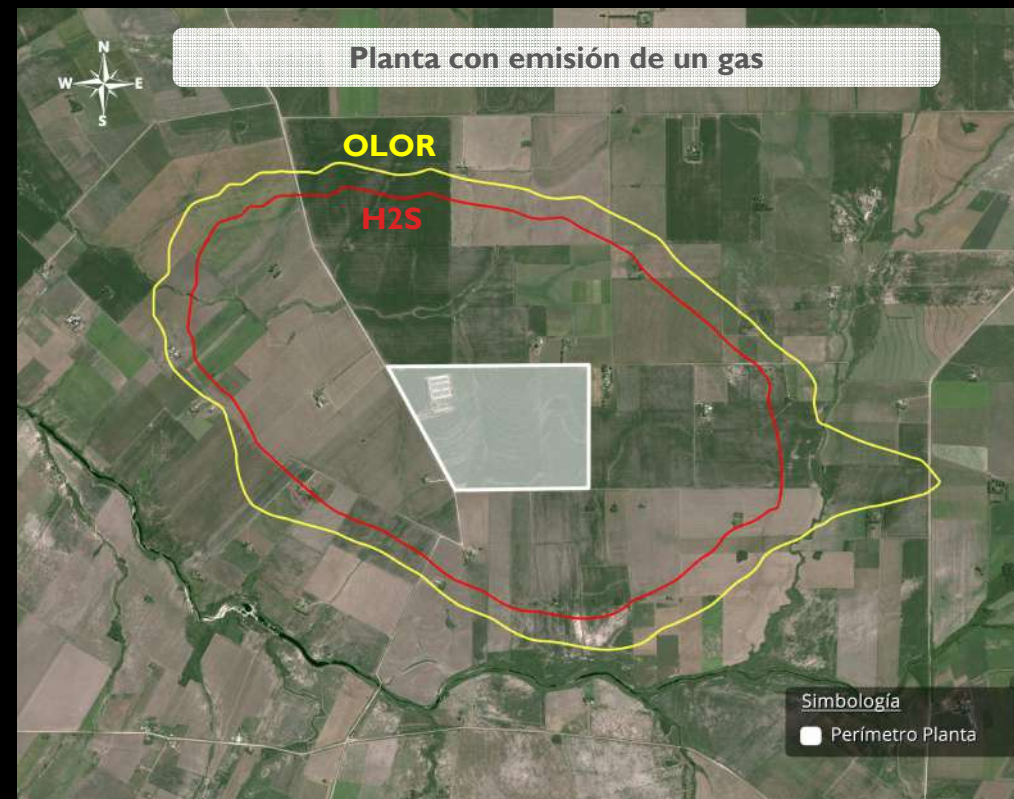 Planta con emisión de un gas
N
W
E
S
OLOR
H2S
Simbología
Perímetro Planta